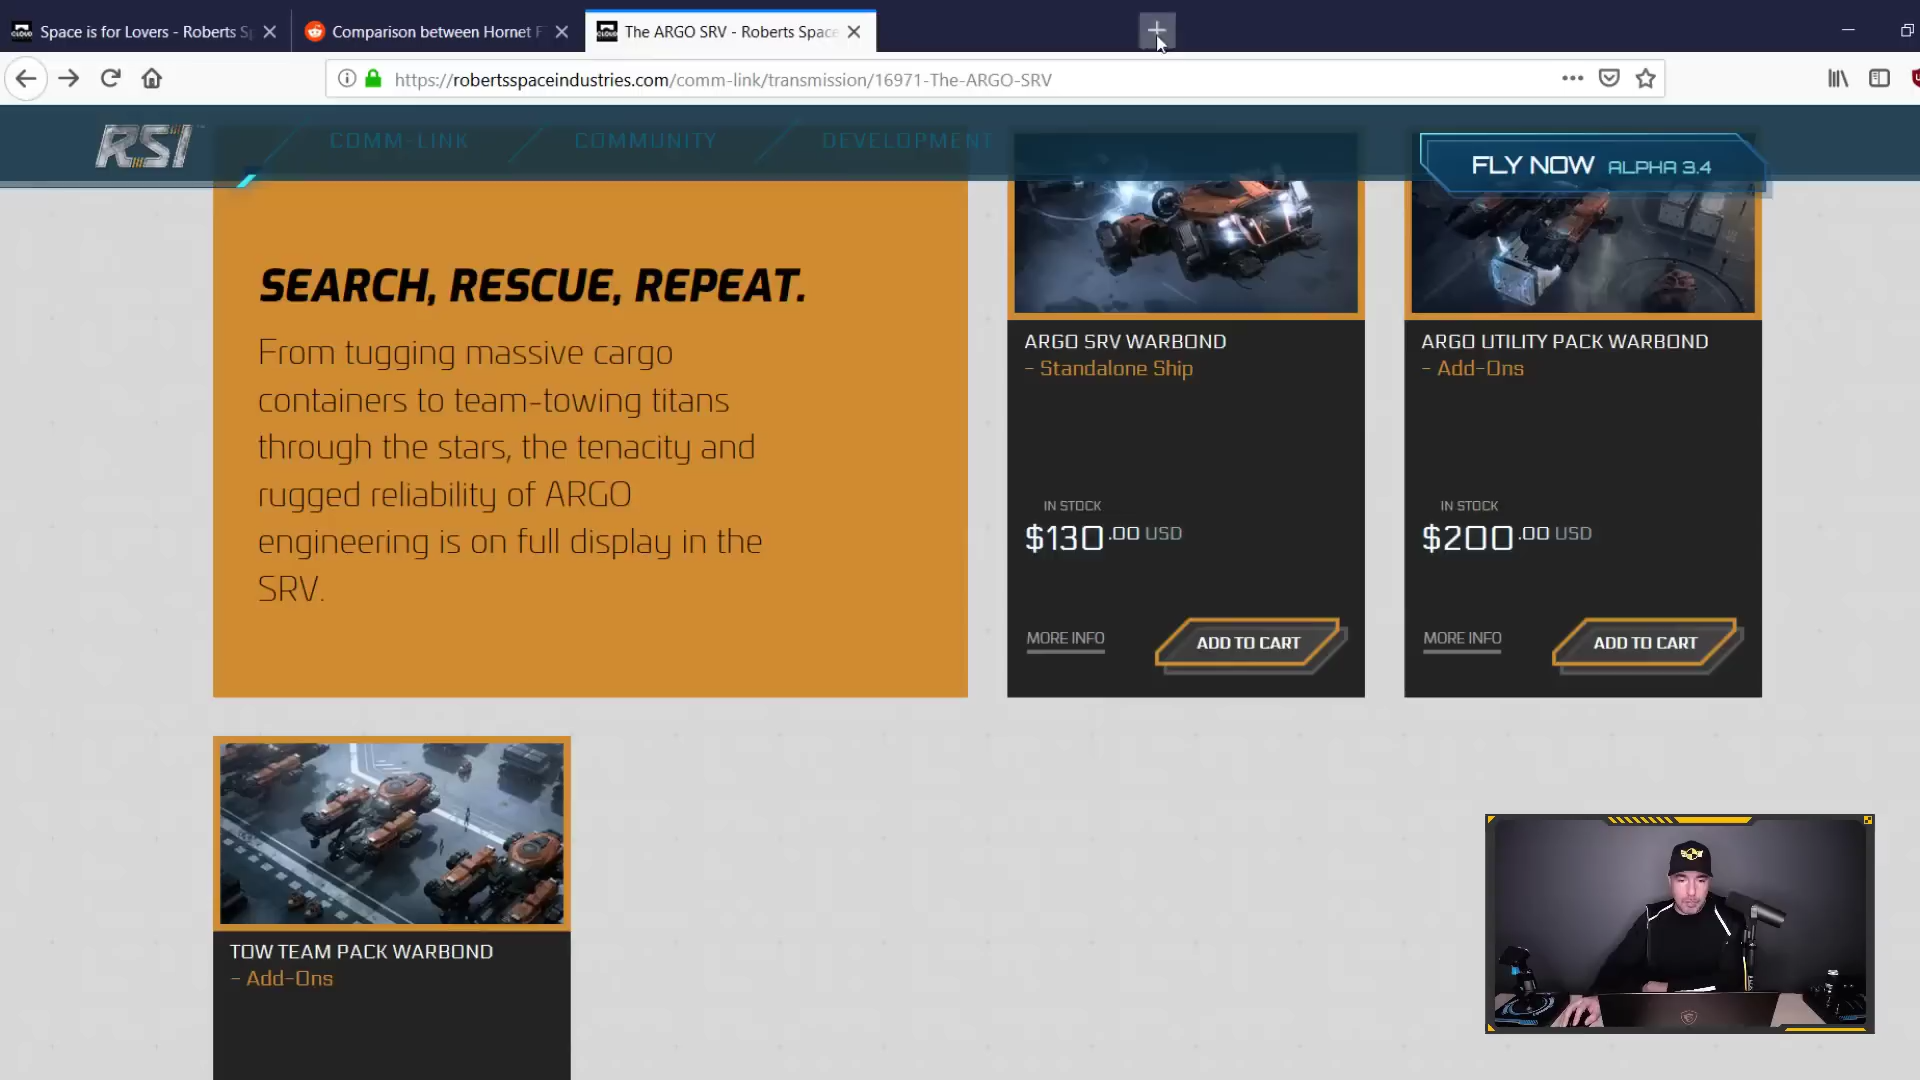 Space is for Lovers - Roberts S
Comparison between Hornet F
The ARGO SRV - Roberts Space
https://robertsspaceindustries.com/comm-link/transmission/16971-The-ARGO-SRV
RSI
COMM-LINK
COMMUNITY
DEVELOPMENT
FLY NOW ALPHA 3.4
SEARCH, RESCUE, REPEAT.
From tugging massive cargo
containers to team-towing titans
through the stars, the tenacity and
rugged reliability of ARGO
engineering is on full display in the
SRV.
ARGO SRV WARBOND
- Standalone Ship
IN STOCK
$130.00 USD
MORE INFO
ADD TO CART
ARGO UTILITY PACK WARBOND
- Add-Ons
IN STOCK
$200.00 USD
MORE INFO
ADD TO CART
TOW TEAM PACK WARBOND
- Add-Ons